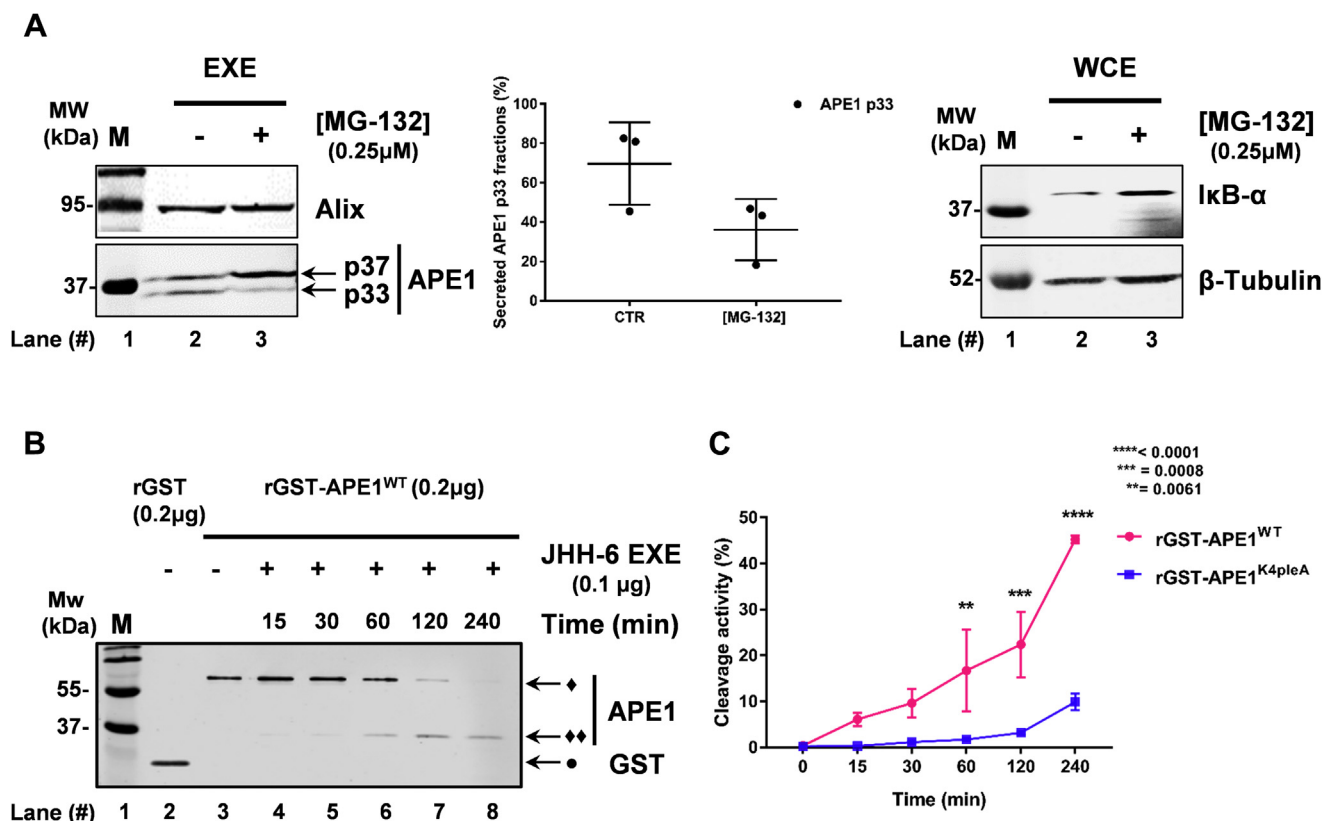 A
EXE
MW
(kDa)
M
-
+
[MG-132]
(0.25µM)
95-
Alix
37-
p37
p33
APE1
Lane (#)
1
2
3
Secreted APE1 p33 fractions (%)
100
80
60
40
20
0
CTR
[MG-132]
APE1 p33
WCE
MW
(kDa)
M
-
+
[MG-132]
(0.25µM)
37-
IκB-α
52-
β-Tubulin
Lane (#)
1
2
3
B
rGST
(0.2µg)
rGST-APE1WT (0.2µg)
-
-
+
+
+
+
+
JHH-6 EXE
(0.1 µg)
Mw
(kDa)
M
15
30
60
120
240
Time (min)
55-
37-
APE1
GST
Lane (#)
1
2
3
4
5
6
7
8
C
****< 0.0001
*** = 0.0008
**= 0.0061
Cleavage activity (%)
50
40
30
20
10
0
**
***
****
rGST-APE1WT
rGST-APE1K4pleA
0
15
30
60
120
240
Time (min)